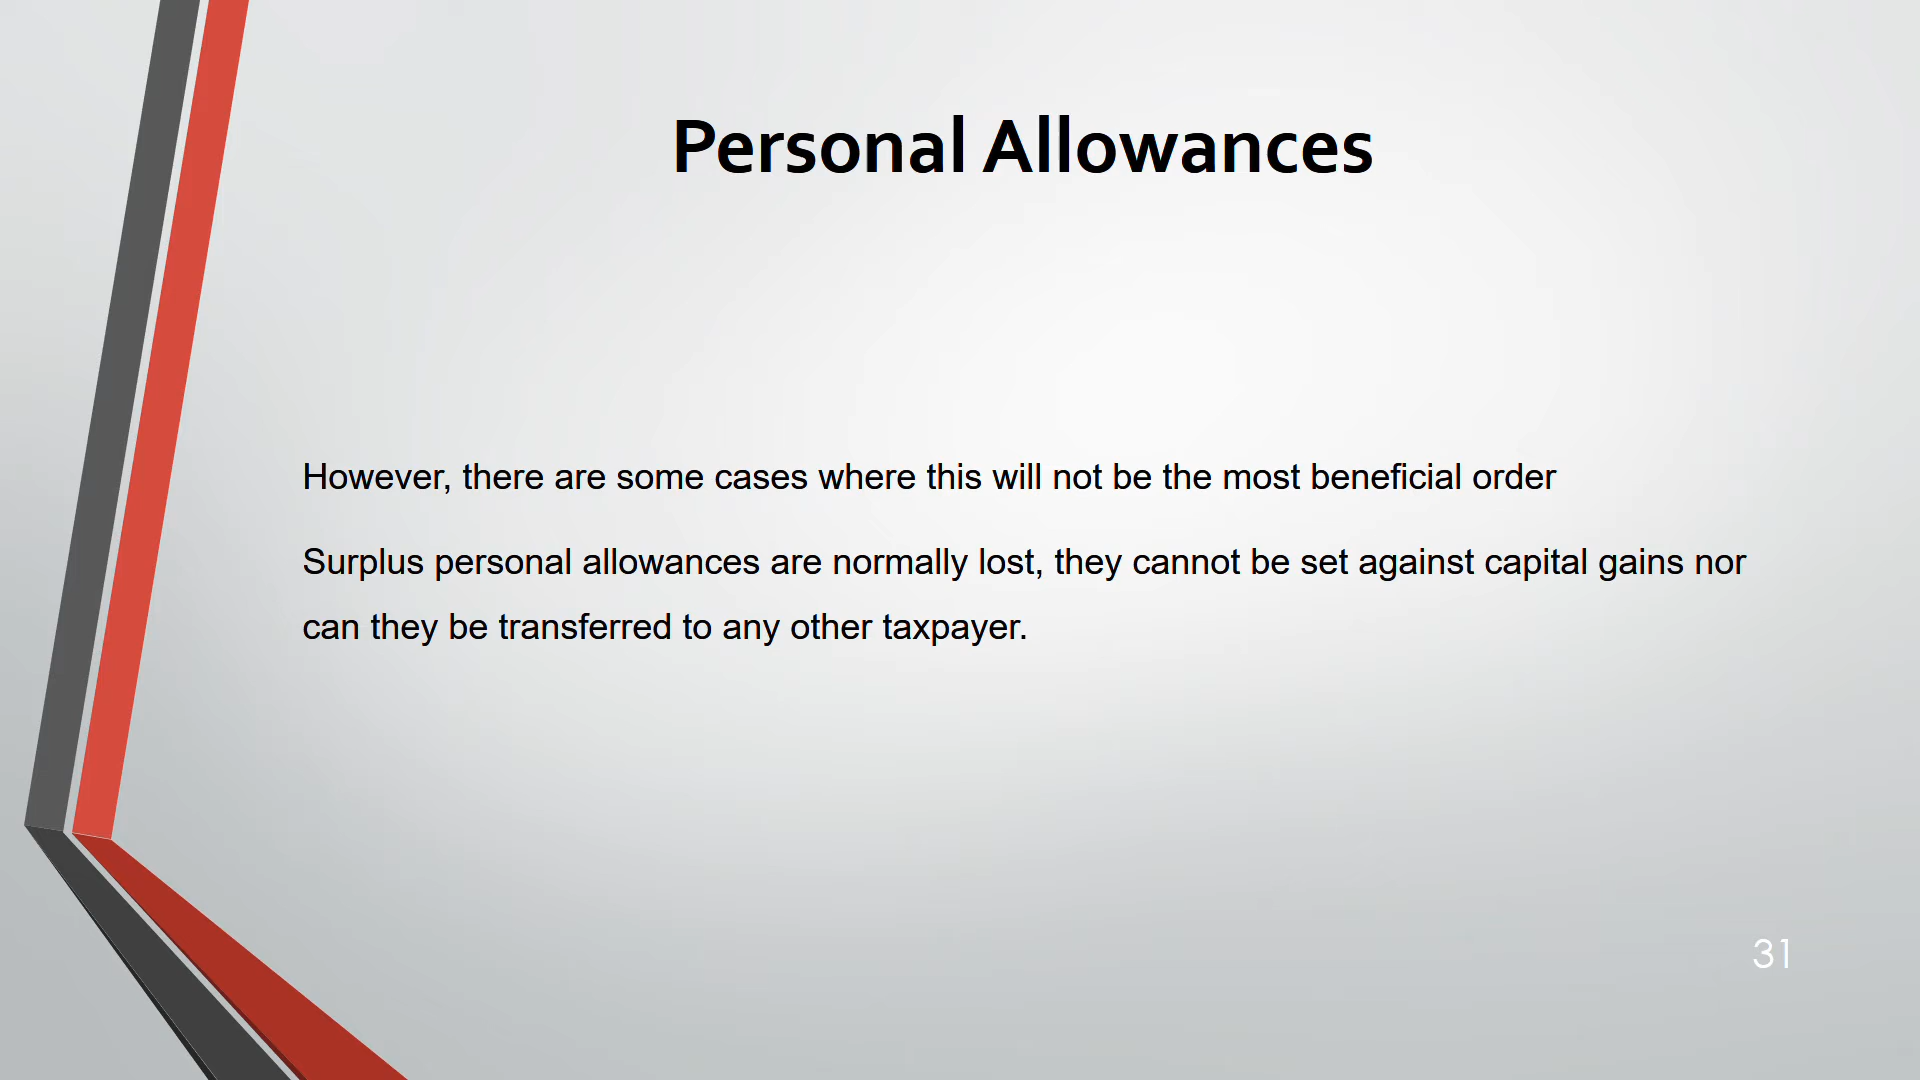 Personal Allowances
However, there are some cases where this will not be the most beneficial order
Surplus personal allowances are normally lost, they cannot be set against capital gains nor
can they be transferred to any other taxpayer.
31